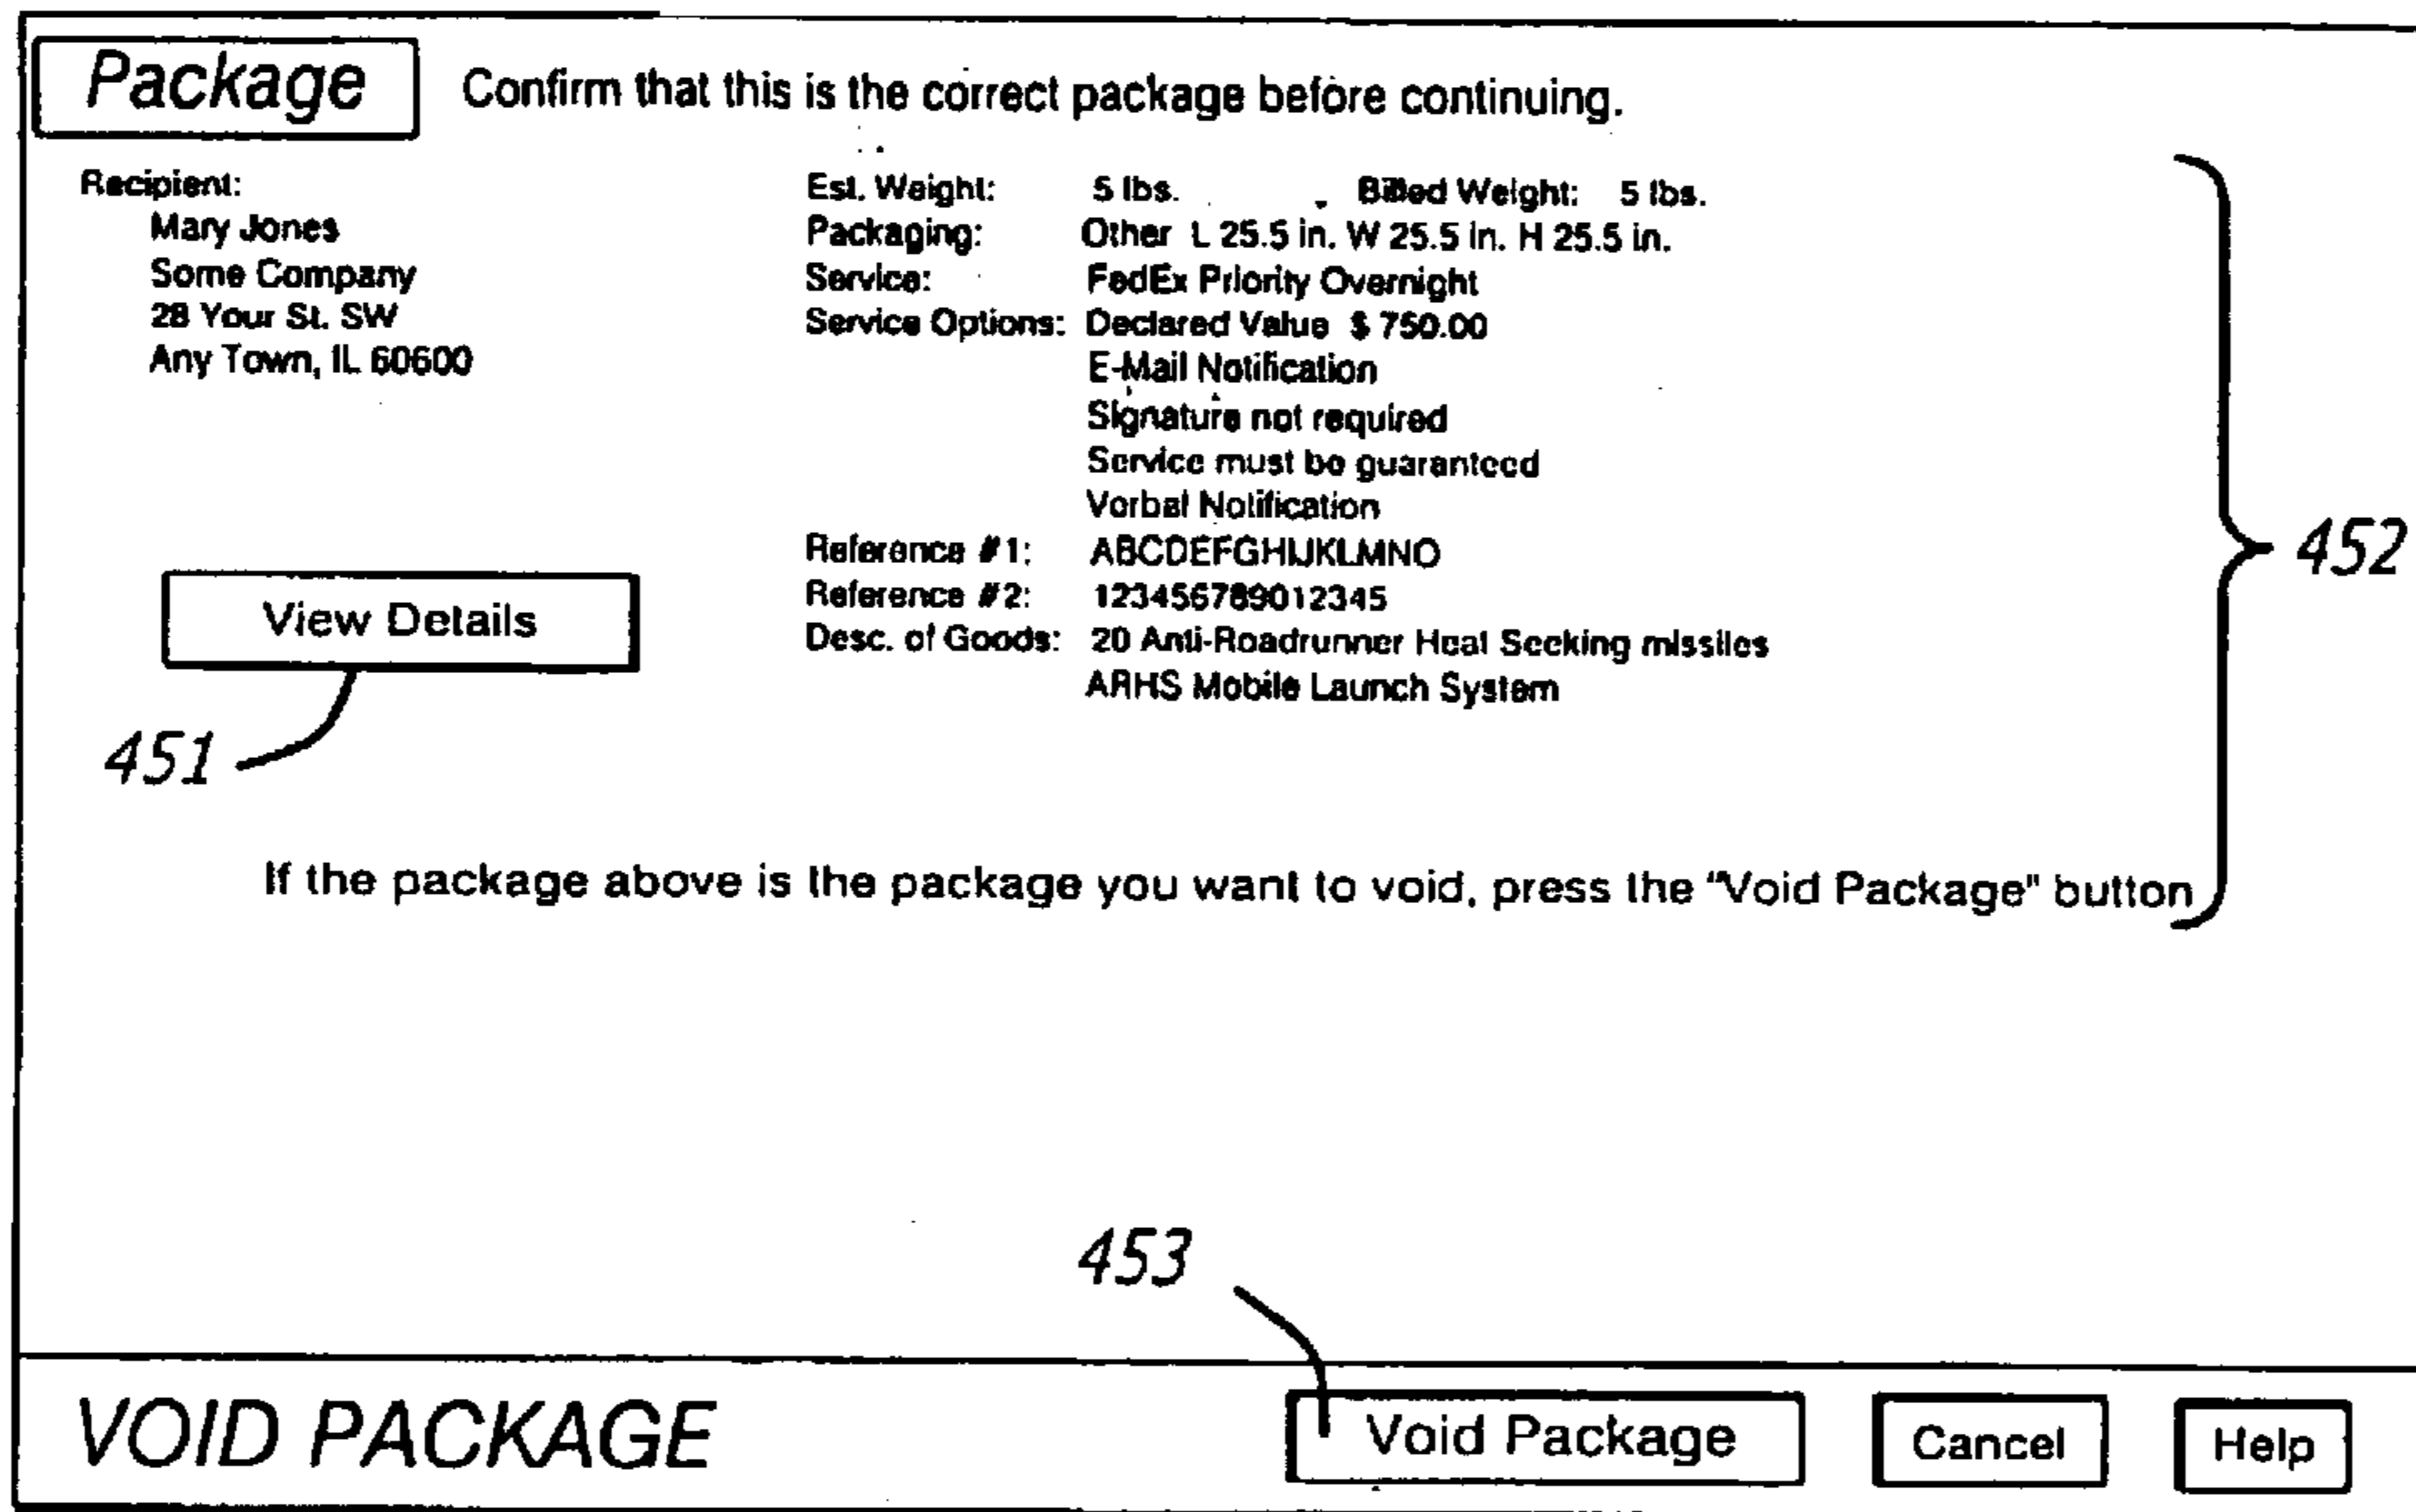 Package
Confirm that this is the correct package before continuing.
Recipient:
Mary Jones
Some Company
28 Your St. SW
Any Town, IL 60600
Est. Weight: 5 lbs. Billed Weight: 5 lbs.
Packaging: Other L 25.5 in. W 25.5 in. H 25.5 in.
Service: FedEx Priority Overnight
Service Options: Declared Value $ 750.00
E-Mail Notification
Signature not required
Service must be guaranteed
Verbal Notification
Reference #1: ABCDEFGHIJKLMNO
Reference #2: 123456789012345
Desc. of Goods: 20 Anti-Roadrunner Heat Seeking missiles
ARHS Mobile Launch System
452
View Details
451
If the package above is the package you want to void, press the "Void Package" button
453
VOID PACKAGE
Void Package
Cancel
Help